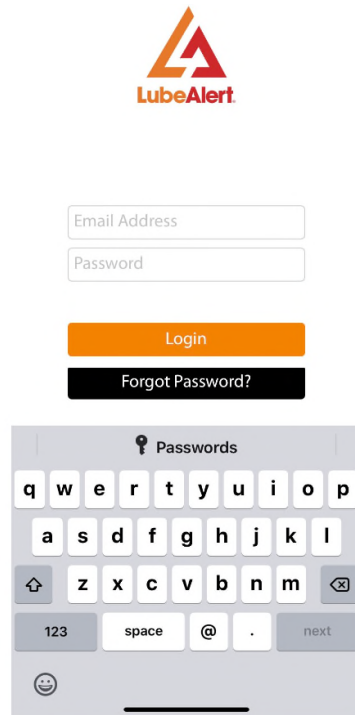 LubeAlert.
Email Address
Password
Login
Forgot Password?
Passwords
q w e r t y u i o p
a s d f g h j k l
z x c v b n m
123 space @ . next